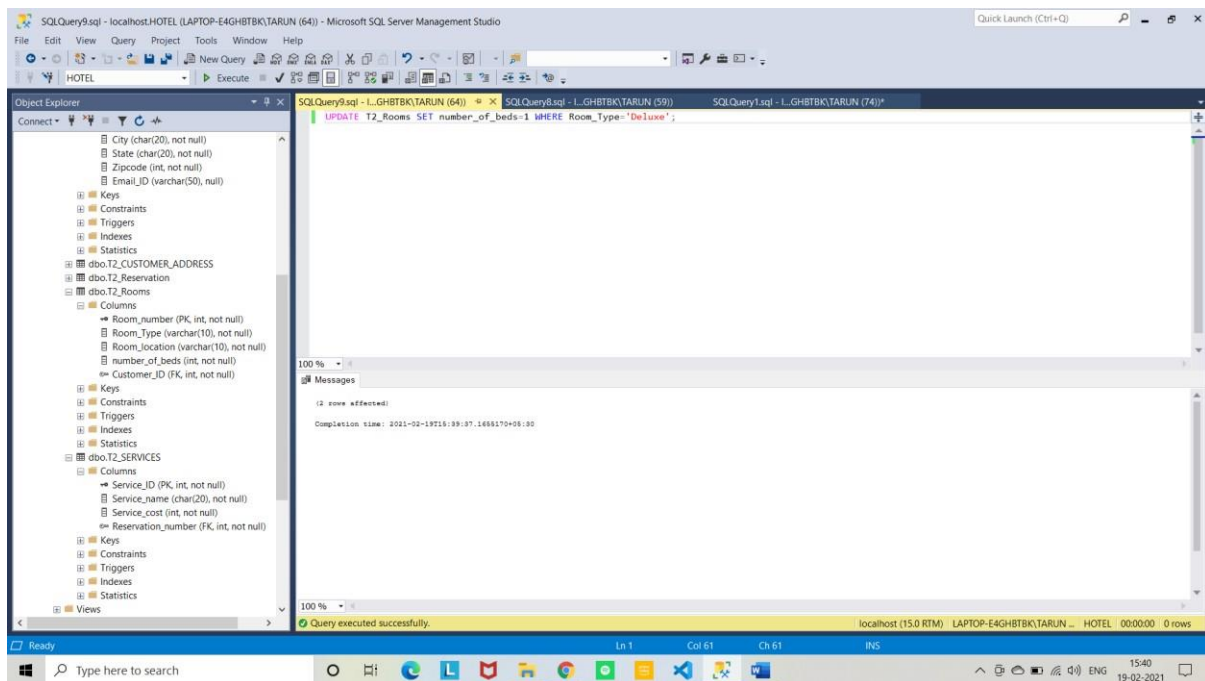 SQLQuery9.sql - localhost.HOTEL (LAPTOP-E4GHBTBK\TARUN (64)) - Microsoft SQL Server Management Studio
Quick Launch (Ctrl+Q)
File Edit View Query Project Tools Window Help
New Query
HOTEL
Execute
Object Explorer
Connect
City (char(20), not null)
State (char(20), not null)
Zipcode (int, not null)
Email_ID (varchar(50), null)
Keys
Constraints
Triggers
Indexes
Statistics
dbo.T2_CUSTOMER_ADDRESS
dbo.T2_Reservation
dbo.T2_Rooms
Columns
Room_number (PK, int, not null)
Room_Type (varchar(10), not null)
Room_location (varchar(10), not null)
number_of_beds (int, not null)
Customer_ID (FK, int, not null)
Keys
Constraints
Triggers
Indexes
Statistics
dbo.T2_SERVICES
Columns
Service_ID (PK, int, not null)
Service_name (char(20), not null)
Service_cost (int, not null)
Reservation_number (FK, int, not null)
Keys
Constraints
Triggers
Indexes
Statistics
Views
SQLQuery9.sql - l...GHBTBK\TARUN (64)) SQLQuery8.sql - l...GHBTBK\TARUN (59)) SQLQuery1.sql - l...GHBTBK\TARUN (74))*
UPDATE T2_Rooms SET number_of_beds=1 WHERE Room_Type='Deluxe';
100 %
Messages
(2 rows affected)
Completion time: 2021-02-19T15:39:37.1655170+05:30
100 %
Query executed successfully.
localhost (15.0 RTM) LAPTOP-E4GHBTBK\TARUN ... HOTEL 00:00:00 0 rows
Ready Ln 1 Col 61 Ch 61 INS
Type here to search
ENG 15:40
19-02-2021